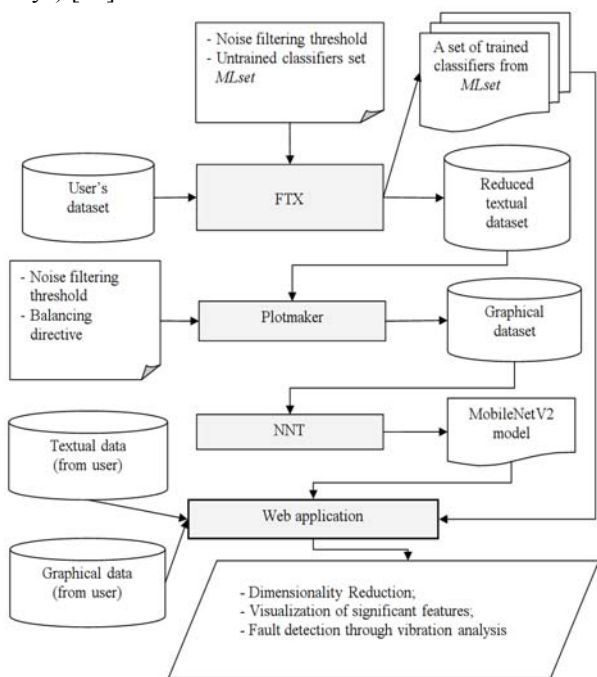 - Noise filtering threshold
- Untrained classifiers set
MLset
A set of trained
classifiers from
MLset
User's
dataset
FTX
Reduced
textual
dataset
- Noise filtering
threshold
- Balancing
directive
Plotmaker
Graphical
dataset
NNT
MobileNetV2
model
Textual data
(from user)
Web application
Graphical data
(from user)
- Dimensionality Reduction;
- Visualization of significant features;
- Fault detection through vibration analysis